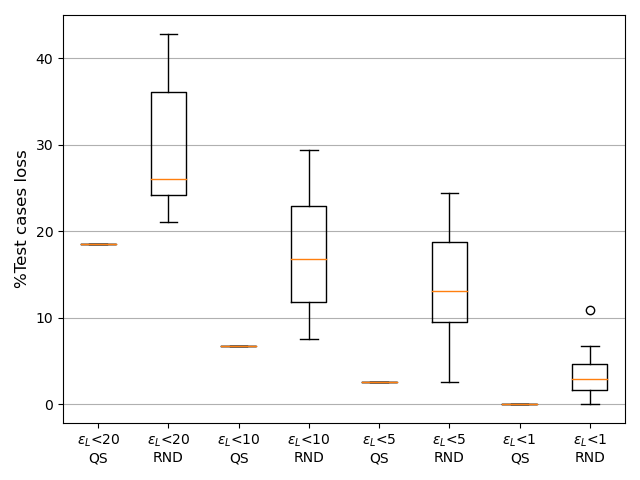 %Test cases loss
40
30
20
10
0
ε_L<20 ε_L<20 ε_L<10 ε_L<10 ε_L<5 ε_L<5 ε_L<1 ε_L<1
QS RND QS RND QS RND QS RND